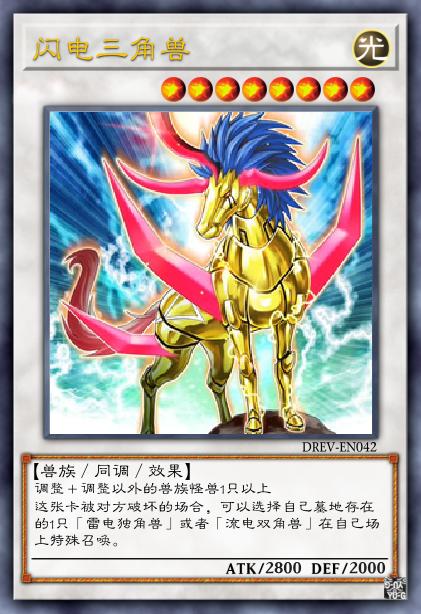 闪电三角兽
光
DREV-EN042
【兽族／同调／效果】
调整＋调整以外的兽族怪兽1只以上
这张卡被对方破坏的场合，可以选择自己墓地存在
的1只「雷电独角兽」或者「流电双角兽」在自己场
上特殊召唤。
ATK/2800 DEF/2000